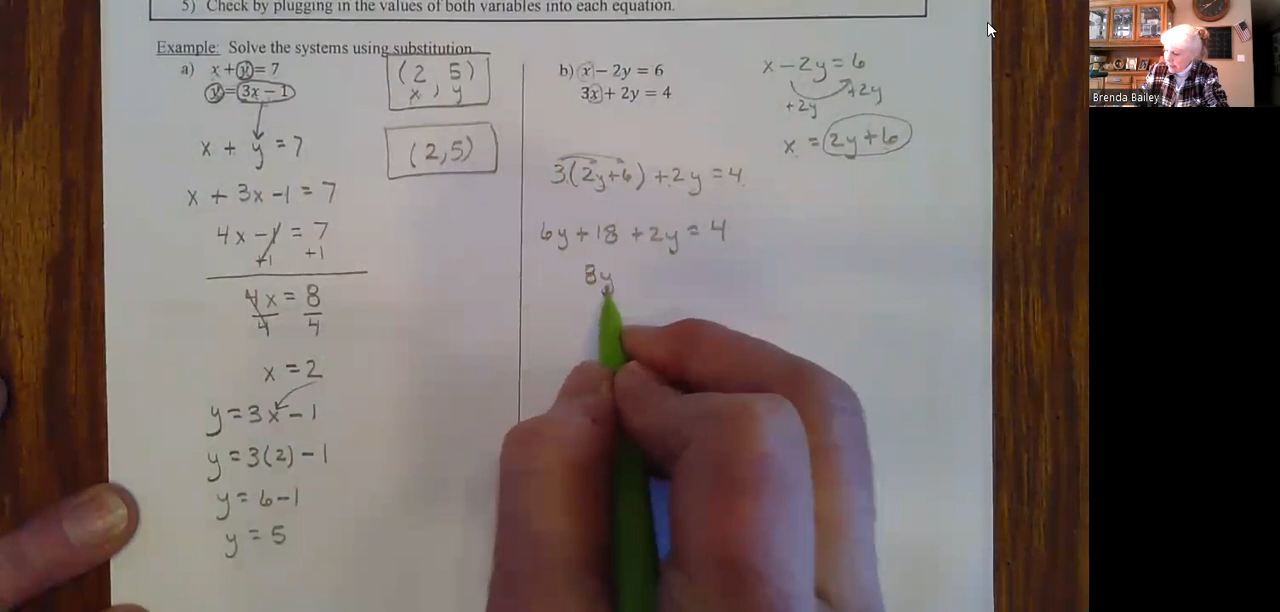 5) Check by plugging in the values of both variables into each equation.
Example: Solve the systems using substitution
a) x + y = 7
y = 3x − 1
(2, 5)
x, y
(2,5)
x + y = 7
x + 3x − 1 = 7
4x − 1 = 7
+1 +1
4x = 8
4 4
x = 2
y = 3x − 1
y = 3(2) − 1
y = 6 − 1
y = 5
b) x − 2y = 6
3x + 2y = 4
x − 2y = 6
+2y +2y
x = 2y + 6
3(2y+6) + 2y = 4
6y + 18 + 2y = 4
8y
Brenda Bailey